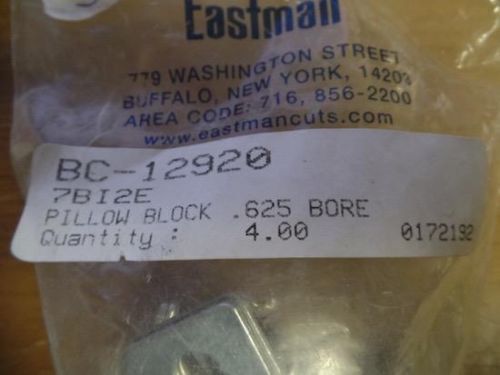 Eastman
779 WASHINGTON STREET
BUFFALO, NEW YORK, 14203
AREA CODE: 716, 856-2200
www.eastmancuts.com
BC-12920
7BI2E
PILLOW BLOCK .625 BORE
Quantity : 4.00 0172192